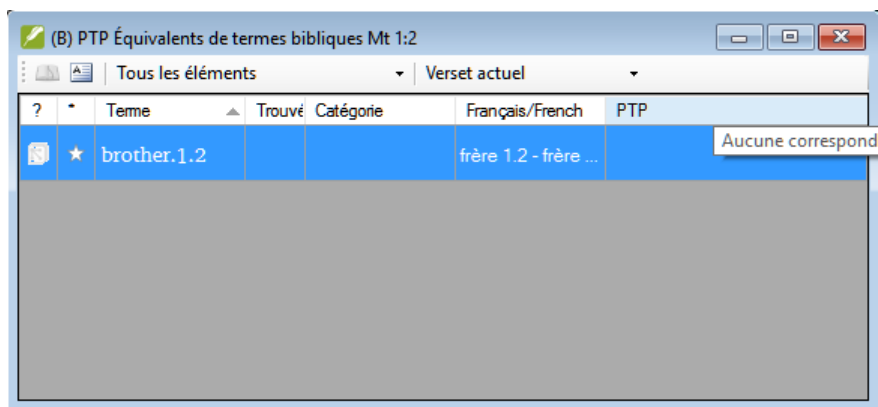 (B) PTP Équivalents de termes bibliques Mt 1:2
Tous les éléments Verset actuel
? * Terme Trouvé Catégorie Français/French PTP
Aucune correspond
brother.1.2 frère 1.2 - frère ...